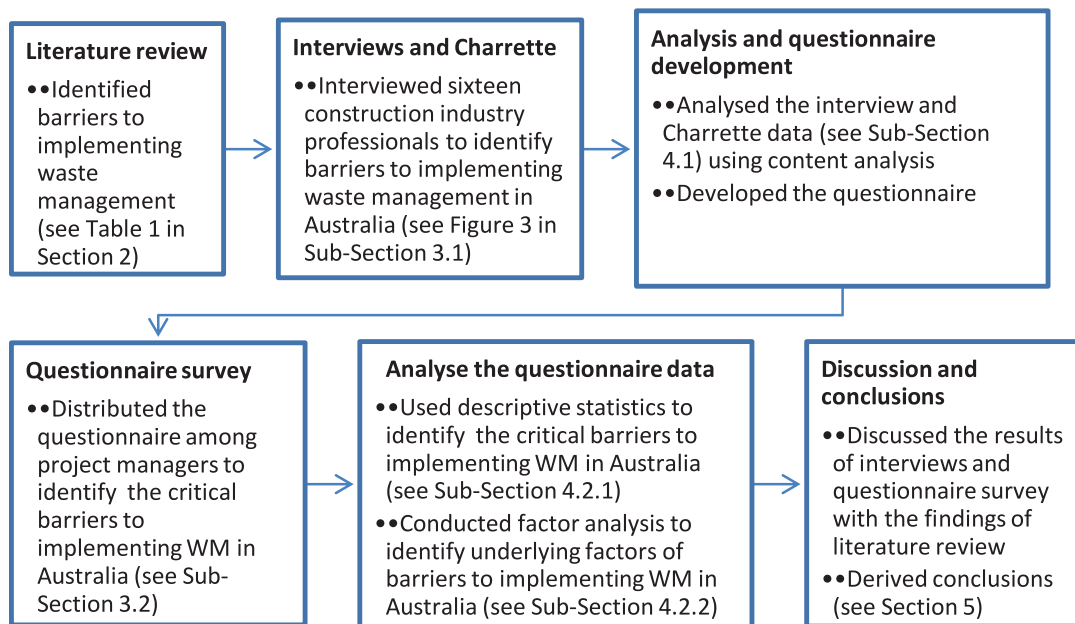 Literature review
••Identified
barriers to
implementing
waste
management
(see Table 1 in
Section 2)
Interviews and Charrette
••Interviewed sixteen
construction industry
professionals to identify
barriers to implementing
waste management in
Australia (see Figure 3 in
Sub-Section 3.1)
Analysis and questionnaire
development
••Analysed the interview and
Charrette data (see Sub-Section
4.1) using content analysis
••Developed the questionnaire
Questionnaire survey
••Distributed the
questionnaire among
project managers to
identify the critical
barriers to
implementing WM in
Australia (see Sub-
Section 3.2)
Analyse the questionnaire data
••Used descriptive statistics to
identify the critical barriers to
implementing WM in Australia
(see Sub-Section 4.2.1)
••Conducted factor analysis to
identify underlying factors of
barriers to implementing WM in
Australia (see Sub-Section 4.2.2)
Discussion and
conclusions
••Discussed the results
of interviews and
questionnaire survey
with the findings of
literature review
••Derived conclusions
(see Section 5)